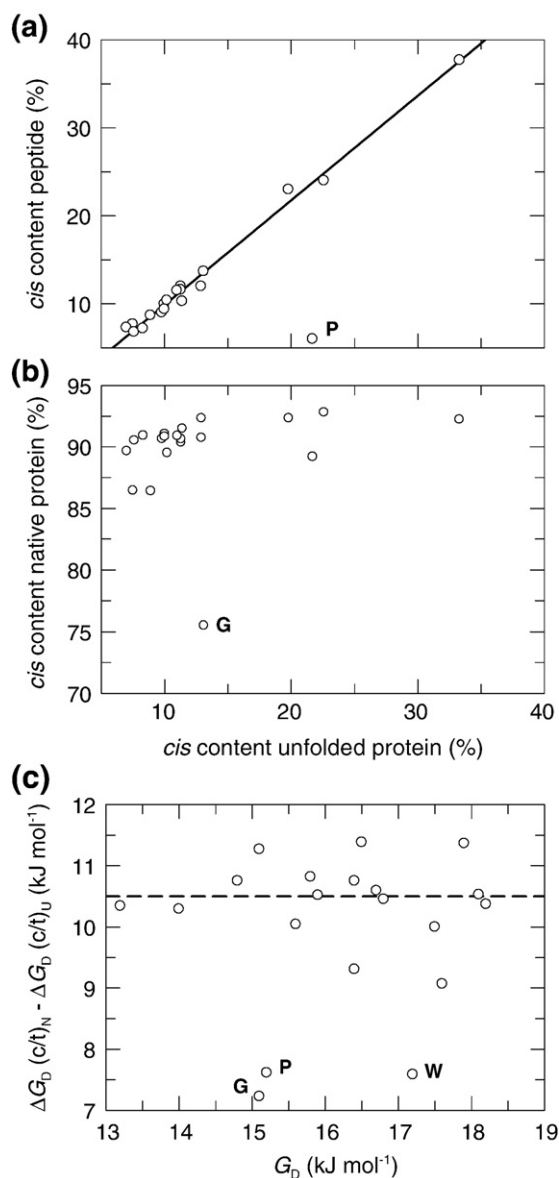 (a)
40
30
20
10
cis content peptide (%)
P
(b)
95
90
85
80
75
70
cis content native protein (%)
G
10 20 30 40
cis content unfolded protein (%)
(c)
12
11
10
9
8
7
ΔG_D (c/t)_N - ΔG_D (c/t)_U (kJ mol⁻¹)
P
G
W
13 14 15 16 17 18 19
G_D (kJ mol⁻¹)